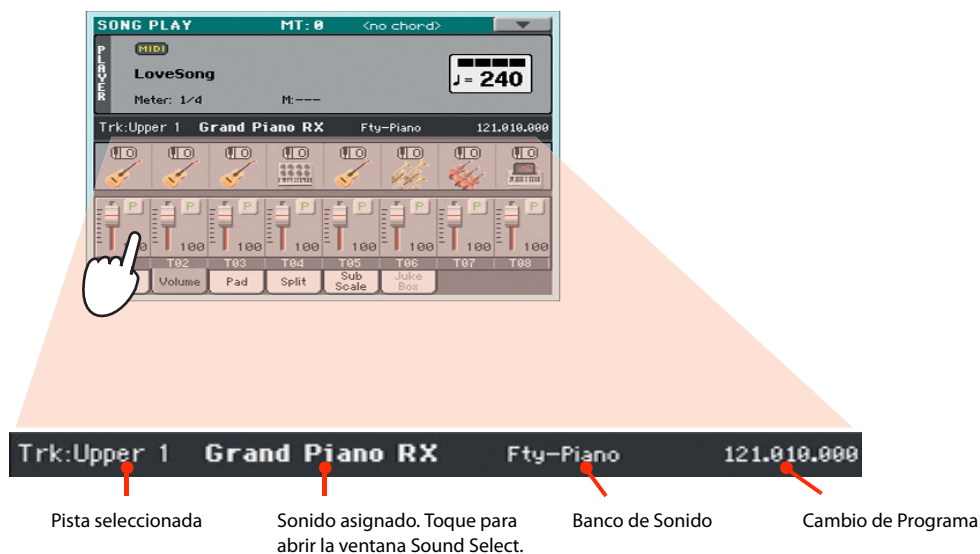 SONG PLAY MT: 0 <no chord>
PLAYER
MIDI
LoveSong
♩= 240
Meter: 1/4 M:---
Trk:Upper 1 Grand Piano RX Fty-Piano 121.010.000
P P P P P P P P
100 100 100 100 100 100 100
T02 T03 T04 T05 T06 T07 T08
Volume Pad Split Sub Scale Juke Box
Trk:Upper 1 Grand Piano RX Fty-Piano 121.010.000
Pista seleccionada
Sonido asignado. Toque para
abrir la ventana Sound Select.
Banco de Sonido
Cambio de Programa